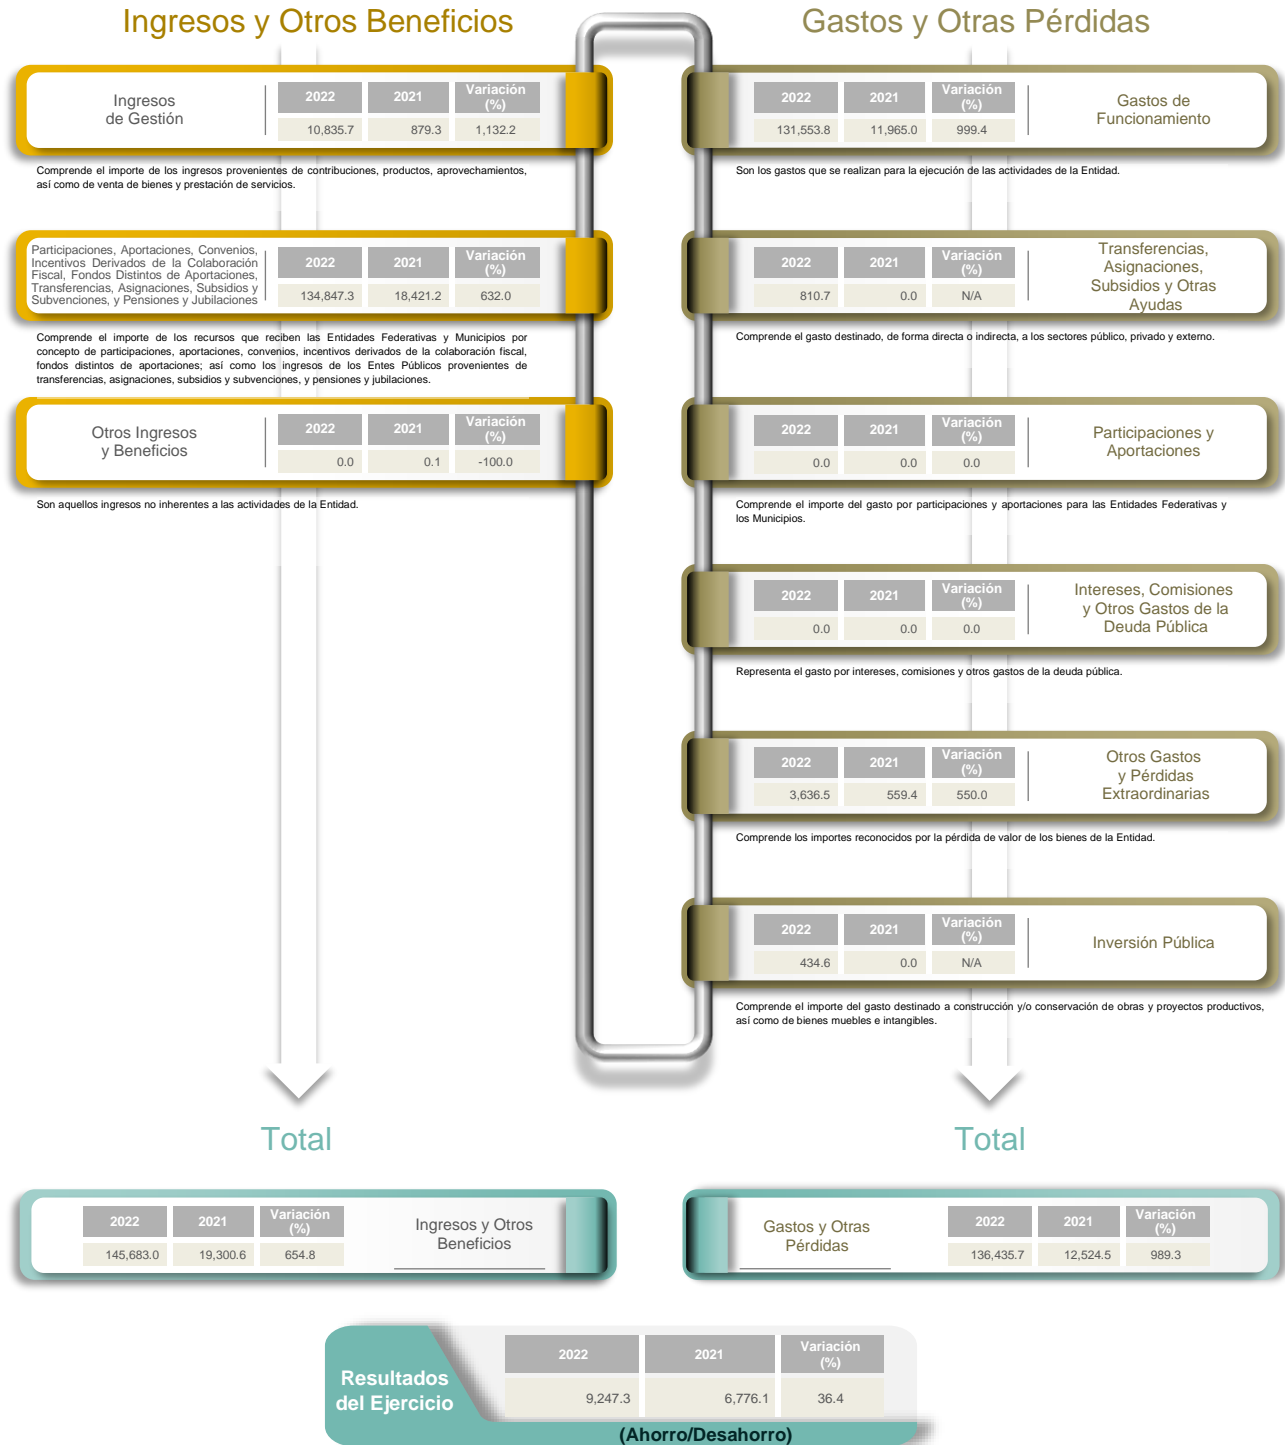 Ingresos y Otros Beneficios
Ingresos
de Gestión
2022 2021 Variación
(%)
10,835.7 879.3 1,132.2
Comprende el importe de los ingresos provenientes de contribuciones, productos, aprovechamientos,
así como de venta de bienes y prestación de servicios.
Participaciones, Aportaciones, Convenios,
Incentivos Derivados de la Colaboración
Fiscal, Fondos Distintos de Aportaciones,
Transferencias, Asignaciones, Subsidios y
Subvenciones, y Pensiones y Jubilaciones
2022 2021 Variación
(%)
134,847.3 18,421.2 632.0
Comprende el importe de los recursos que reciben las Entidades Federativas y Municipios por
concepto de participaciones, aportaciones, convenios, incentivos derivados de la colaboración fiscal,
fondos distintos de aportaciones; así como los ingresos de los Entes Públicos provenientes de
transferencias, asignaciones, subsidios y subvenciones, y pensiones y jubilaciones.
Otros Ingresos
y Beneficios
2022 2021 Variación
(%)
0.0 0.1 -100.0
Son aquellos ingresos no inherentes a las actividades de la Entidad.
Gastos y Otras Pérdidas
2022 2021 Variación
(%)
131,553.8 11,965.0 999.4
Gastos de
Funcionamiento
Son los gastos que se realizan para la ejecución de las actividades de la Entidad.
2022 2021 Variación
(%)
810.7 0.0 N/A
Transferencias,
Asignaciones,
Subsidios y Otras
Ayudas
Comprende el gasto destinado, de forma directa o indirecta, a los sectores público, privado y externo.
2022 2021 Variación
(%)
0.0 0.0 0.0
Participaciones y
Aportaciones
Comprende el importe del gasto por participaciones y aportaciones para las Entidades Federativas y
los Municipios.
2022 2021 Variación
(%)
0.0 0.0 0.0
Intereses, Comisiones
y Otros Gastos de la
Deuda Pública
Representa el gasto por intereses, comisiones y otros gastos de la deuda pública.
2022 2021 Variación
(%)
3,636.5 559.4 550.0
Otros Gastos
y Pérdidas
Extraordinarias
Comprende los importes reconocidos por la pérdida de valor de los bienes de la Entidad.
2022 2021 Variación
(%)
434.6 0.0 N/A
Inversión Pública
Comprende el importe del gasto destinado a construcción y/o conservación de obras y proyectos productivos,
así como de bienes muebles e intangibles.
Total
2022 2021 Variación
(%)
145,683.0 19,300.6 654.8
Ingresos y Otros
Beneficios
Total
Gastos y Otras
Pérdidas
2022 2021 Variación
(%)
136,435.7 12,524.5 989.3
Resultados
del Ejercicio
2022 2021 Variación
(%)
9,247.3 6,776.1 36.4
(Ahorro/Desahorro)